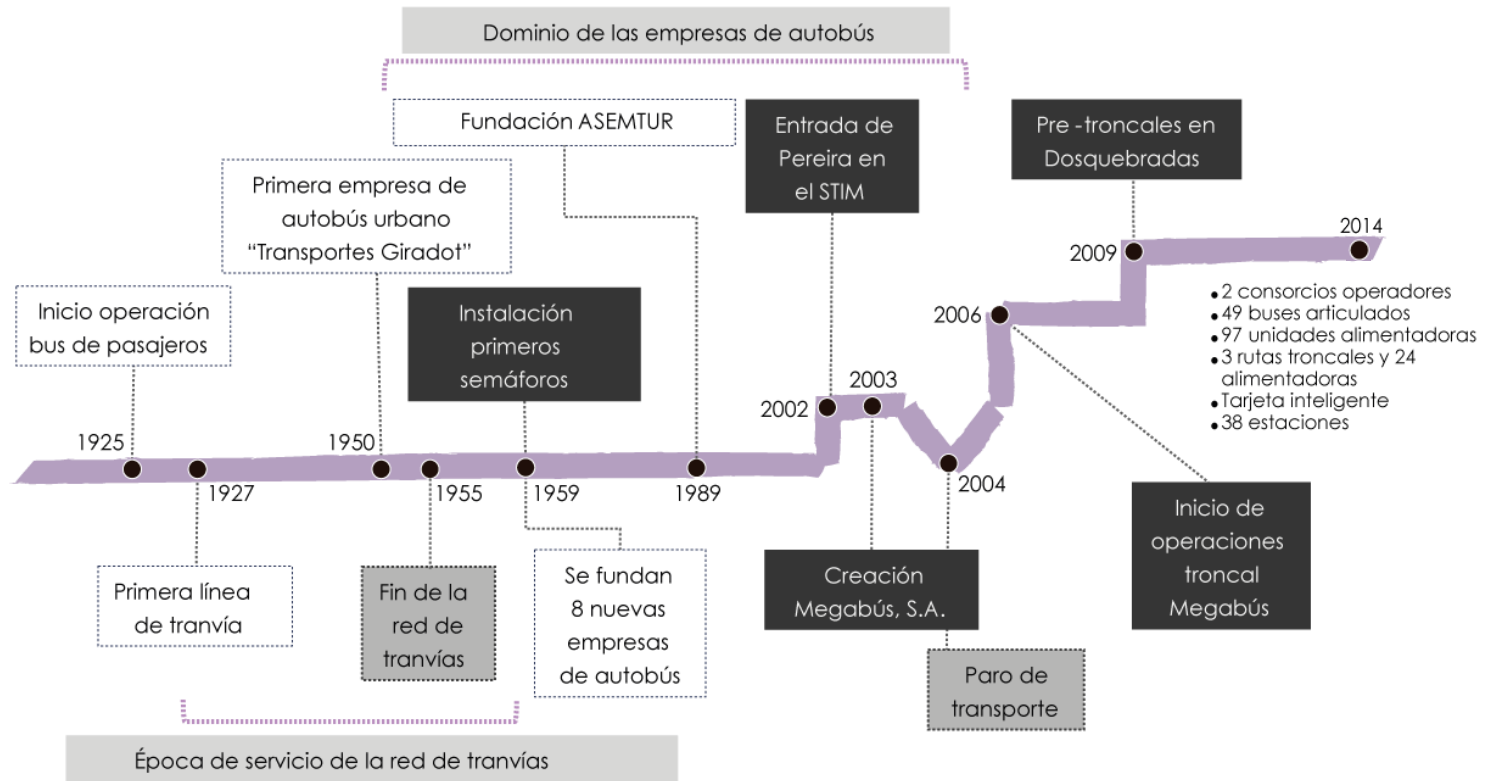 Dominio de las empresas de autobús
Fundación ASEMTUR
Entrada de
Pereira en
el STIM
Pre -troncales en
Dosquebradas
Primera empresa de
autobús urbano
“Transportes Giradot”
Inicio operación
bus de pasajeros
Instalación
primeros
semáforos
2014
2009
2006
2002
2003
2004
• 2 consorcios operadores
• 49 buses articulados
• 97 unidades alimentadoras
• 3 rutas troncales y 24
alimentadoras
• Tarjeta inteligente
• 38 estaciones
1925
1927
1950
1955
1959
1989
Primera línea
de tranvía
Fin de la
red de
tranvías
Se fundan
8 nuevas
empresas
de autobús
Creación
Megabús, S.A.
Paro de
transporte
Inicio de
operaciones
troncal
Megabús
Época de servicio de la red de tranvías